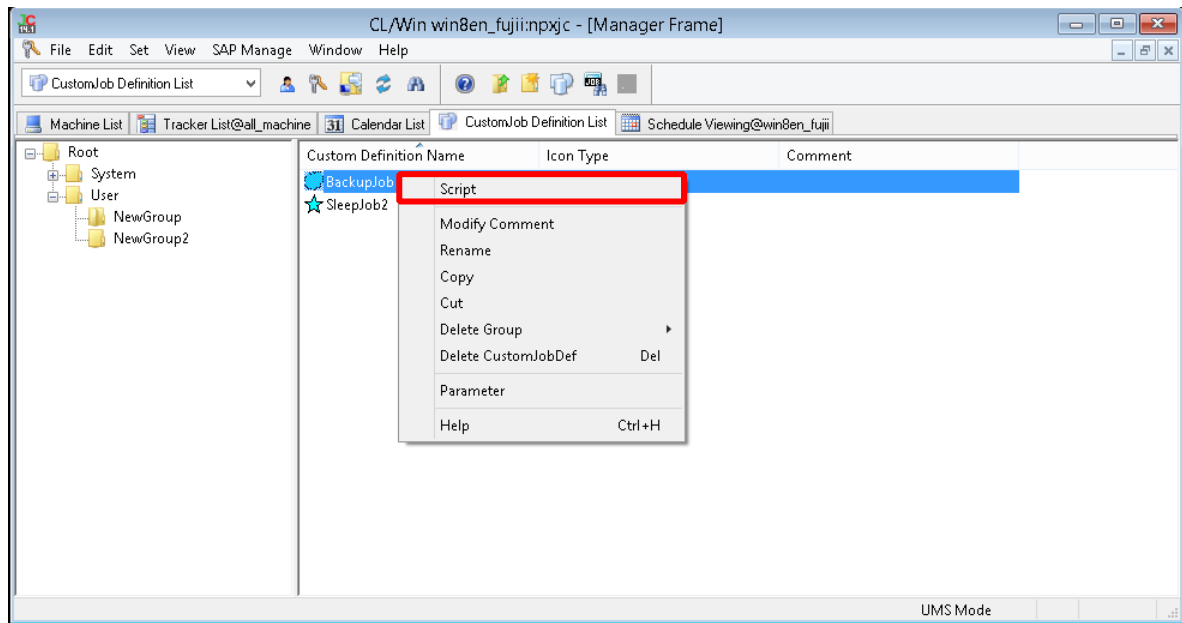 CL/Win win8en_fujii:npxjc - [Manager Frame]
File Edit Set View SAP Manage Window Help
CustomJob Definition List
Machine List Tracker List@all_machine 31 Calendar List CustomJob Definition List Schedule Viewing@win8en_fujii
Root
System
User
NewGroup
NewGroup2
Custom Definition Name Icon Type Comment
BackupJob
SleepJob2
Script
Modify Comment
Rename
Copy
Cut
Delete Group
Delete CustomJobDef Del
Parameter
Help Ctrl+H
UMS Mode